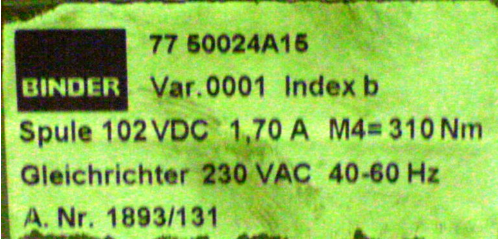 77 50024A15
BINDER Var.0001 Index b
Spule 102 VDC 1,70 A M4= 310 Nm
Gleichrichter 230 VAC 40-60 Hz
A. Nr. 1893/131